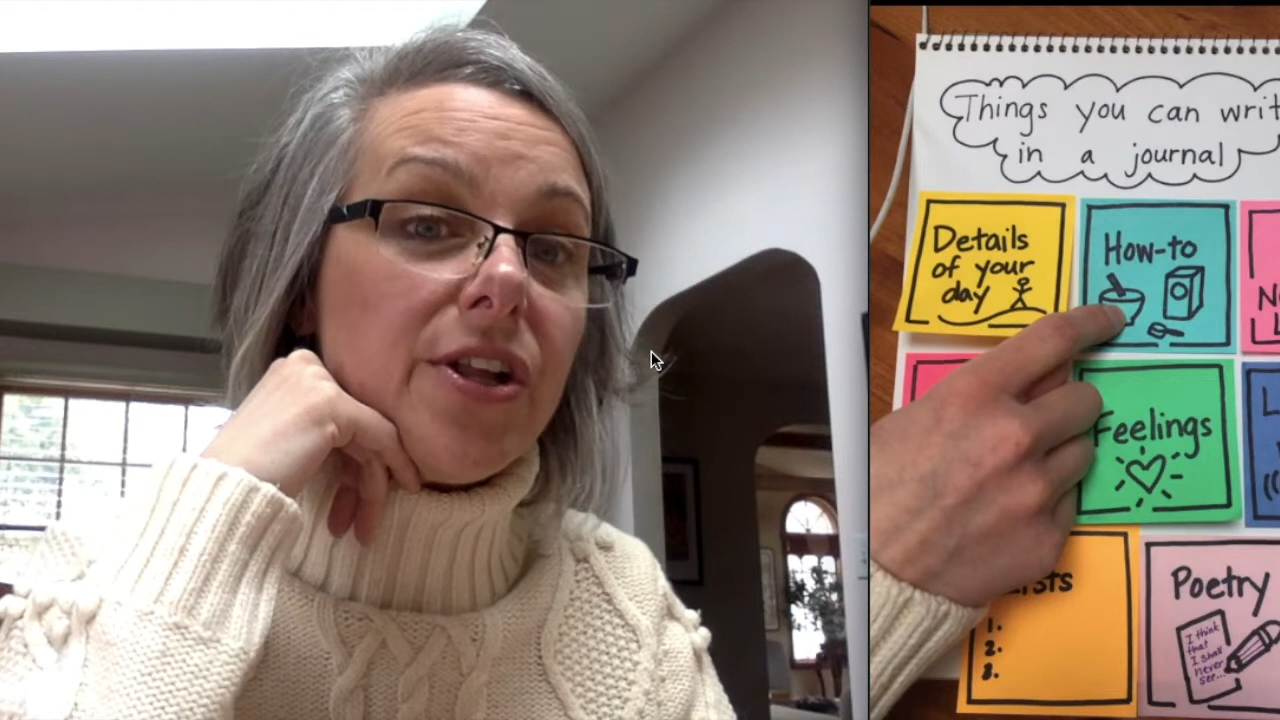 Things you can writ
in a journal
Details
of your
day
How-to
N
L
Feelings
L
Lists
1.
2.
3.
Poetry
I think
that
I shall
never
see...